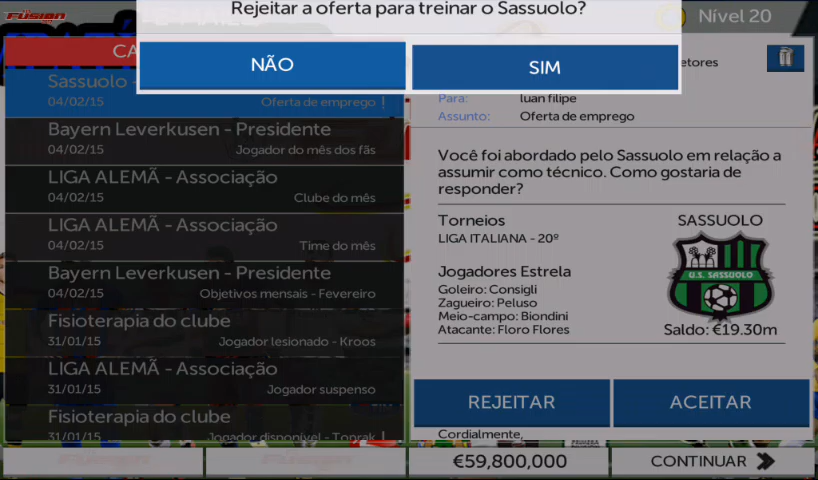 FUSION
Rejeitar a oferta para treinar o Sassuolo?
Nível 20
NÃO
SIM
CA
Sassuolo -
04/02/15
Oferta de emprego !
Bayern Leverkusen - Presidente
04/02/15
Jogador do mês dos fãs
LIGA ALEMÃ - Associação
04/02/15
Clube do mês
LIGA ALEMÃ - Associação
04/02/15
Time do mês
Bayern Leverkusen - Presidente
04/02/15
Objetivos mensais - Fevereiro
Fisioterapia do clube
31/01/15
Jogador lesionado - Kroos
LIGA ALEMÃ - Associação
31/01/15
Jogador suspenso
Fisioterapia do clube
31/01/15
Jogador disponível - Toprak !
etores
Para: luan filipe
Assunto: Oferta de emprego
Você foi abordado pelo Sassuolo em relação a
assumir como técnico. Como gostaria de
responder?
Torneios
LIGA ITALIANA - 20º
Jogadores Estrela
Goleiro: Consigli
Zagueiro: Peluso
Meio-campo: Biondini
Atacante: Floro Flores
SASSUOLO
U.S. SASSUOLO
Saldo: €19.30m
REJEITAR
ACEITAR
Cordialmente,
€59,800,000
CONTINUAR